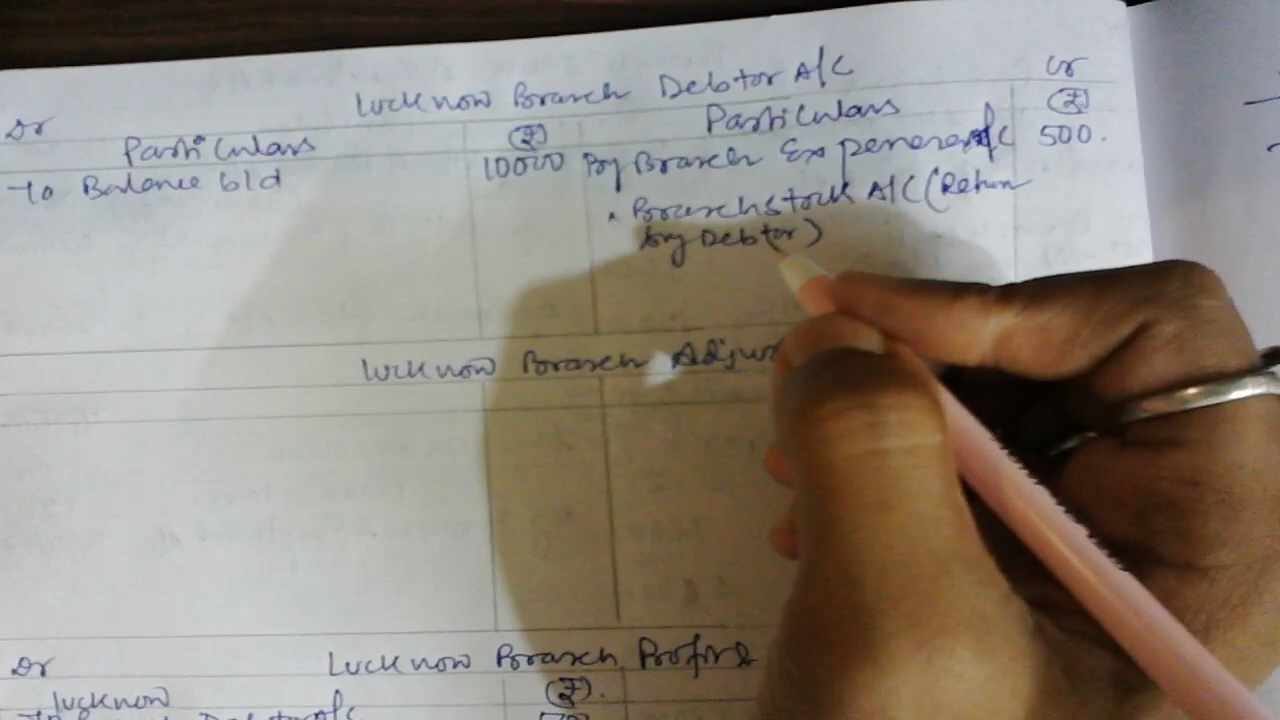 Lucknow Branch Debtor A/C
Dr Cr
Particulars (₹) Particulars (₹)
To Balance b/d 10000 By Branch Expenses A/c 500.
" Branch Stock A/C (Return
by Debtor)
Lucknow Branch
Dr Lucknow Branch Profit &
Lucknow (₹).